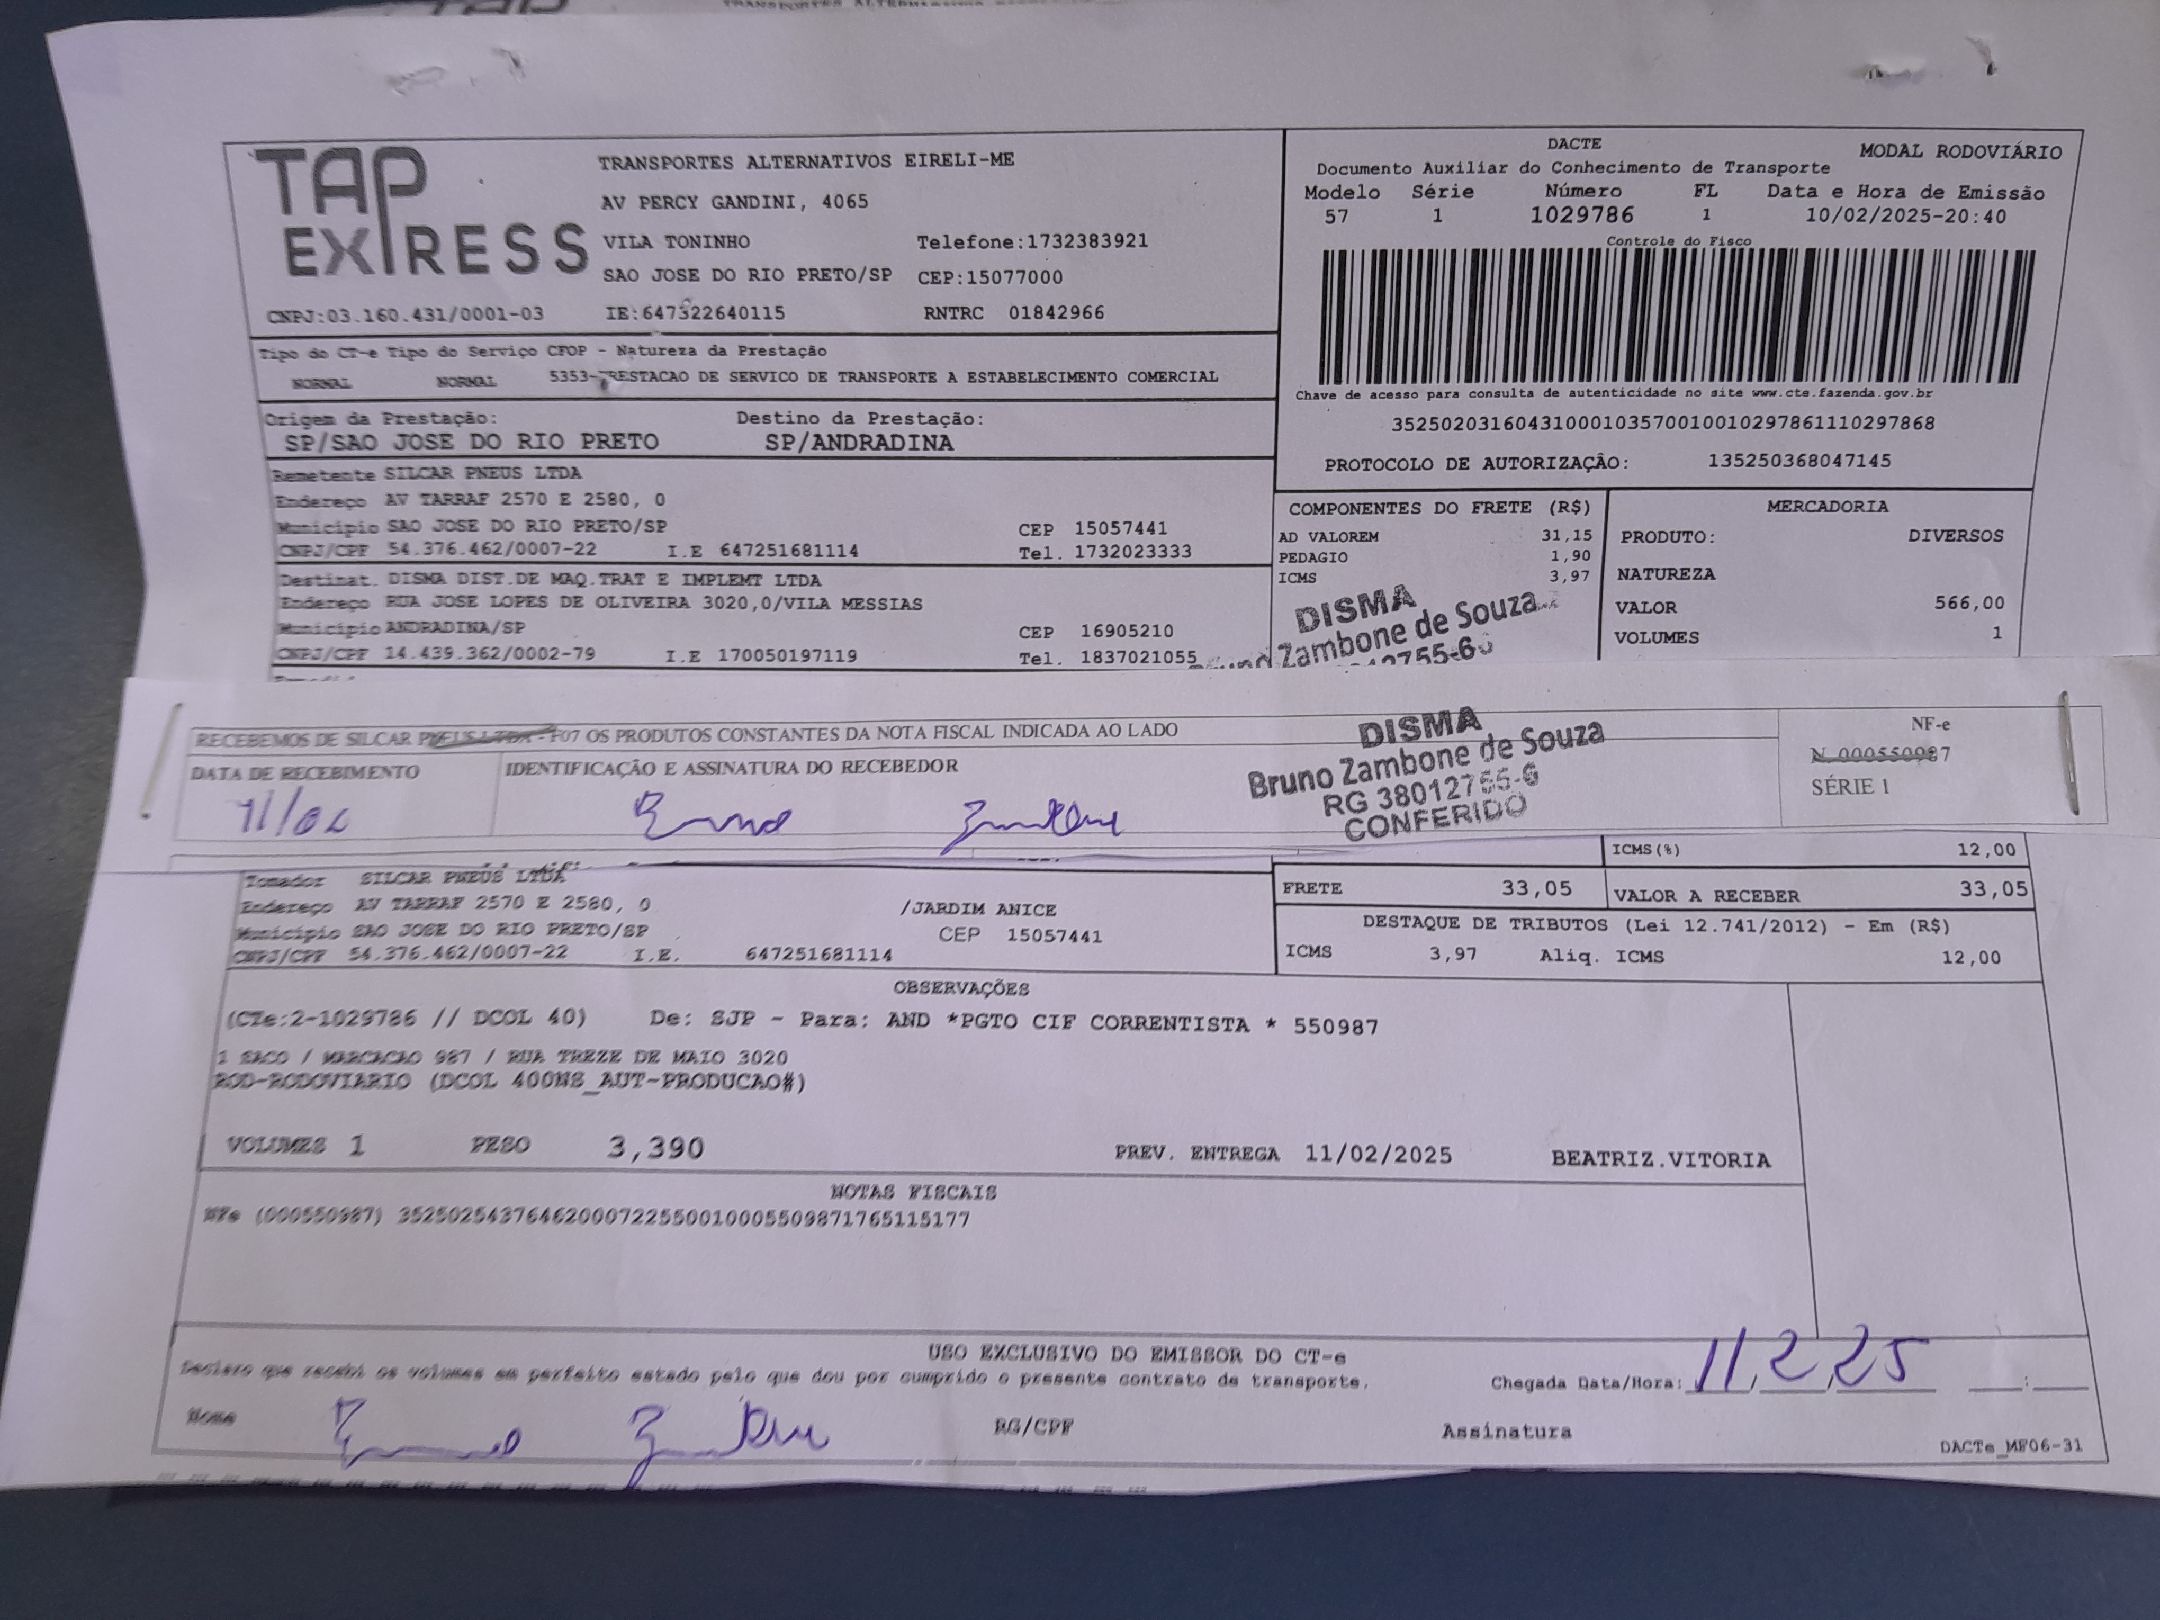 TAP EXPRESS
TRANSPORTES ALTERNATIVOS EIRELI-ME
AV PERCY GANDINI, 4065
VILA TONINHO Telefone:1732383921
SAO JOSE DO RIO PRETO/SP CEP:15077000
CNPJ:03.160.431/0001-03 IE:647322640115 RNTRC 01842966
DACTE MODAL RODOVIÁRIO
Documento Auxiliar do Conhecimento de Transporte
Modelo Série Número FL Data e Hora de Emissão
57 1 1029786 1 10/02/2025-20:40
Controle do Fisco
Chave de acesso para consulta de autenticidade no site www.cte.fazenda.gov.br
35250203160431000103570010010297861110297868
PROTOCOLO DE AUTORIZAÇÃO: 135250368047145
Tipo do CT-e Tipo do Serviço CFOP - Natureza da Prestação
NORMAL NORMAL 5353-PRESTACAO DE SERVICO DE TRANSPORTE A ESTABELECIMENTO COMERCIAL
Origem da Prestação: Destino da Prestação:
SP/SAO JOSE DO RIO PRETO SP/ANDRADINA
Remetente SILCAR PNEUS LTDA
Endereço AV TARRAF 2570 E 2580, 0
Município SAO JOSE DO RIO PRETO/SP CEP 15057441
CNPJ/CPF 54.376.462/0007-22 I.E 647251681114 Tel. 1732023333
Destinat. DISMA DIST.DE MAQ.TRAT E IMPLEMT LTDA
Endereço RUA JOSE LOPES DE OLIVEIRA 3020,0/VILA MESSIAS
Município ANDRADINA/SP CEP 16905210
CNPJ/CPF 14.439.362/0002-79 I.E 170050197119 Tel. 1837021055
COMPONENTES DO FRETE (R$)
AD VALOREM 31,15
PEDAGIO 1,90
ICMS 3,97
DISMA
Zambone de Souza
MERCADORIA
PRODUTO: DIVERSOS
NATUREZA
VALOR 566,00
VOLUMES 1
RECEBEMOS DE SILCAR PNEUS LTDA - F07 OS PRODUTOS CONSTANTES DA NOTA FISCAL INDICADA AO LADO
DATA DE RECEBIMENTO IDENTIFICAÇÃO E ASSINATURA DO RECEBEDOR
11/02
DISMA
Bruno Zambone de Souza
RG 38012755-6
CONFERIDO
NF-e
N. 000550987
SÉRIE 1
ICMS(%) 12,00
FRETE 33,05 VALOR A RECEBER 33,05
DESTAQUE DE TRIBUTOS (Lei 12.741/2012) - Em (R$)
ICMS 3,97 Aliq. ICMS 12,00
Tomador SILCAR PNEUS LTDA
Endereço AV TARRAF 2570 E 2580, 0 /JARDIM ANICE
Município SAO JOSE DO RIO PRETO/SP CEP 15057441
CNPJ/CPF 54.376.462/0007-22 I.E. 647251681114
OBSERVAÇÕES
(CTe:2-1029786 // DCOL 40) De: SJP - Para: AND *PGTO CIF CORRENTISTA * 550987
1 SACO / MARCACAO 987 / RUA TREZE DE MAIO 3020
ROD-RODOVIARIO (DCOL 400NS_AUT-PRODUCAO#)
VOLUMES 1 PESO 3,390 PREV. ENTREGA 11/02/2025 BEATRIZ.VITORIA
NOTAS FISCAIS
NFe (000550987) 35250254376462000722550010005509871765115177
USO EXCLUSIVO DO EMISSOR DO CT-e
Declaro que recebi os volumes em perfeito estado pelo que dou por cumprido o presente contrato de transporte.
Chegada Data/Hora: 11/2/25 :
Nome RG/CPF Assinatura
DACTe_MF06-31